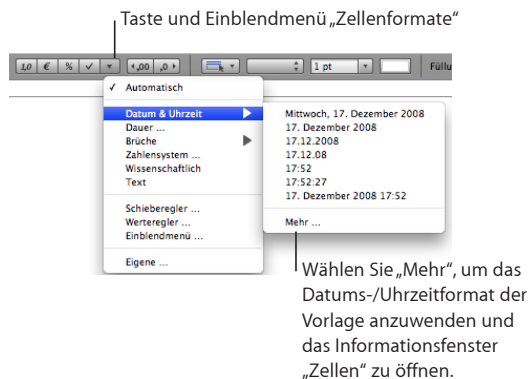 Taste und Einblendmenü „Zellenformate“
1,0 € % ✓ ,00 ,0 1 pt Füllu
✓ Automatisch
Datum & Uhrzeit
Dauer ...
Brüche
Zahlensystem ...
Wissenschaftlich
Text
Schieberegler ...
Werteregler ...
Einblendmenü ...
Eigene ...
Mittwoch, 17. Dezember 2008
17. Dezember 2008
17.12.2008
17.12.08
17:52
17:52:27
17. Dezember 2008 17:52
Mehr ...
Wählen Sie „Mehr“, um das
Datums-/Uhrzeitformat der
Vorlage anzuwenden und
das Informationsfenster
„Zellen“ zu öffnen.